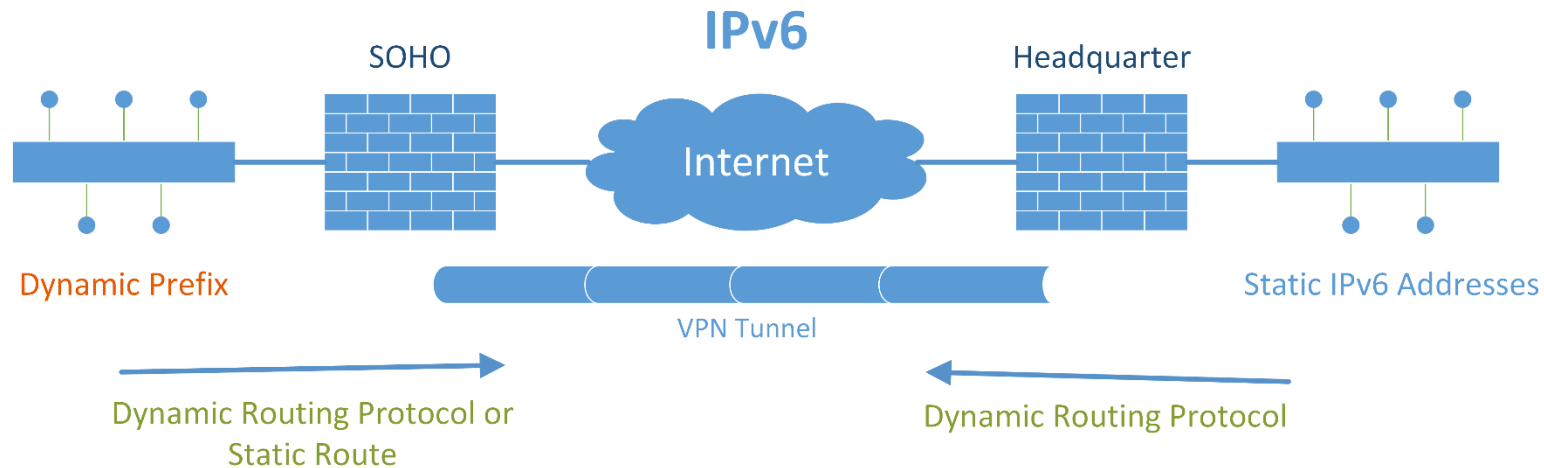 IPv6
SOHO
Headquarter
Internet
Dynamic Prefix
Static IPv6 Addresses
VPN Tunnel
Dynamic Routing Protocol or
Static Route
Dynamic Routing Protocol